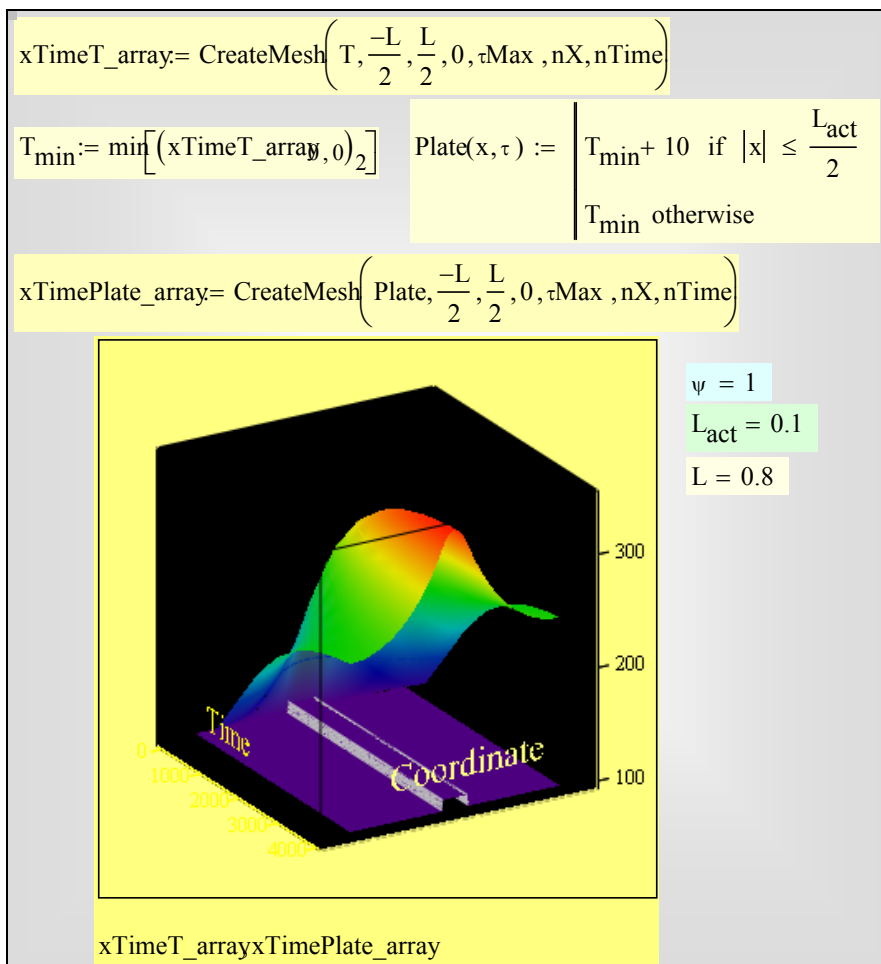 xTimeT_array:= CreateMesh(T, -L/2, L/2, 0, τMax , nX, nTime)
T_min := min[(xTimeT_array_0,0)_2]
Plate(x, τ) := | T_min + 10 if |x| ≤ L_act/2
T_min otherwise
xTimePlate_array:= CreateMesh(Plate, -L/2, L/2, 0, τMax , nX, nTime)
ψ = 1
L_act = 0.1
L = 0.8
300
200
100
Time
Coordinate
0
1000
2000
3000
4000
xTimeT_array, xTimePlate_array